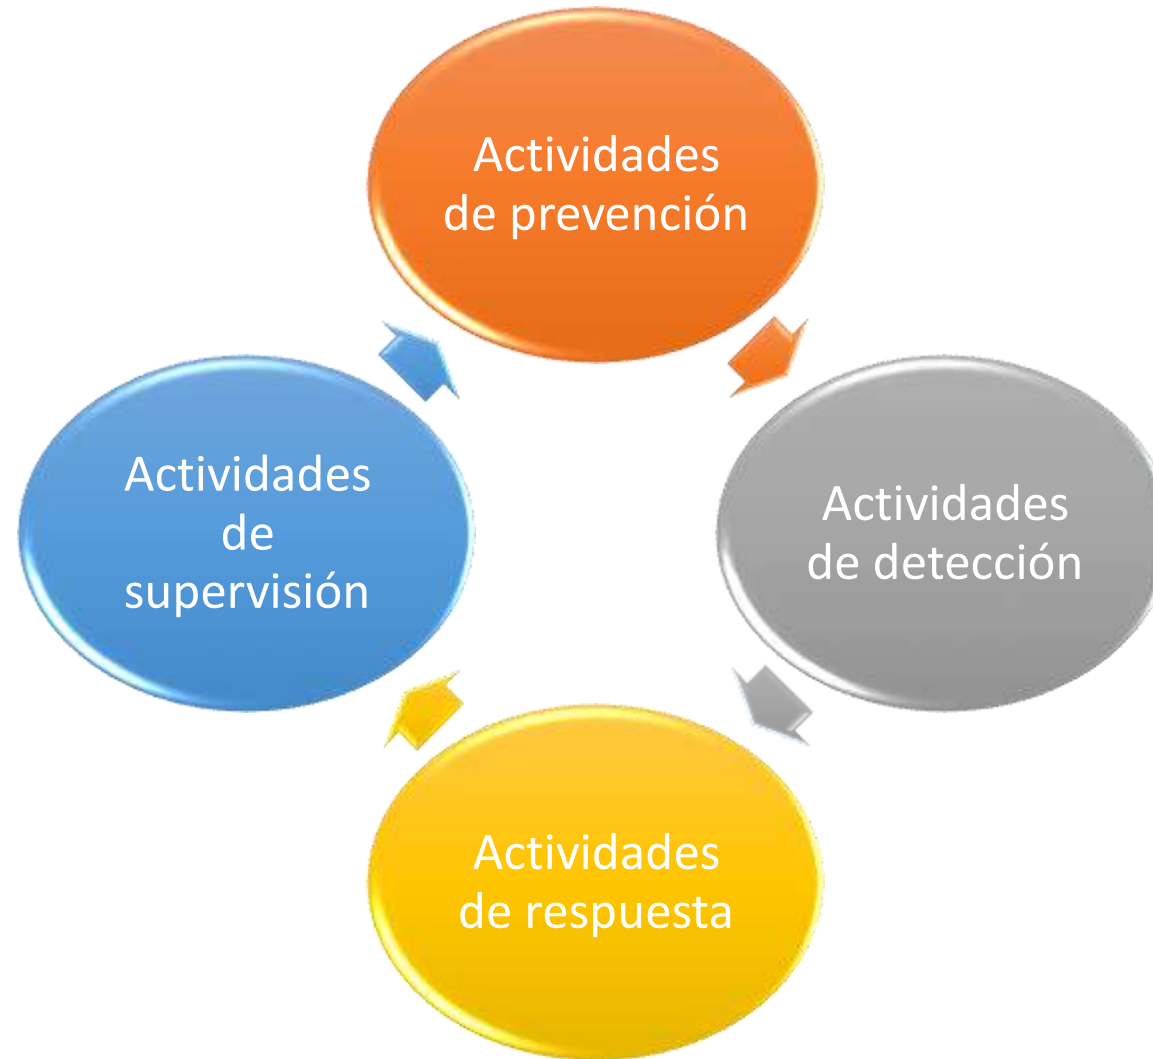 Actividades
de prevención
Actividades
de detección
Actividades
de respuesta
Actividades
de
supervisión